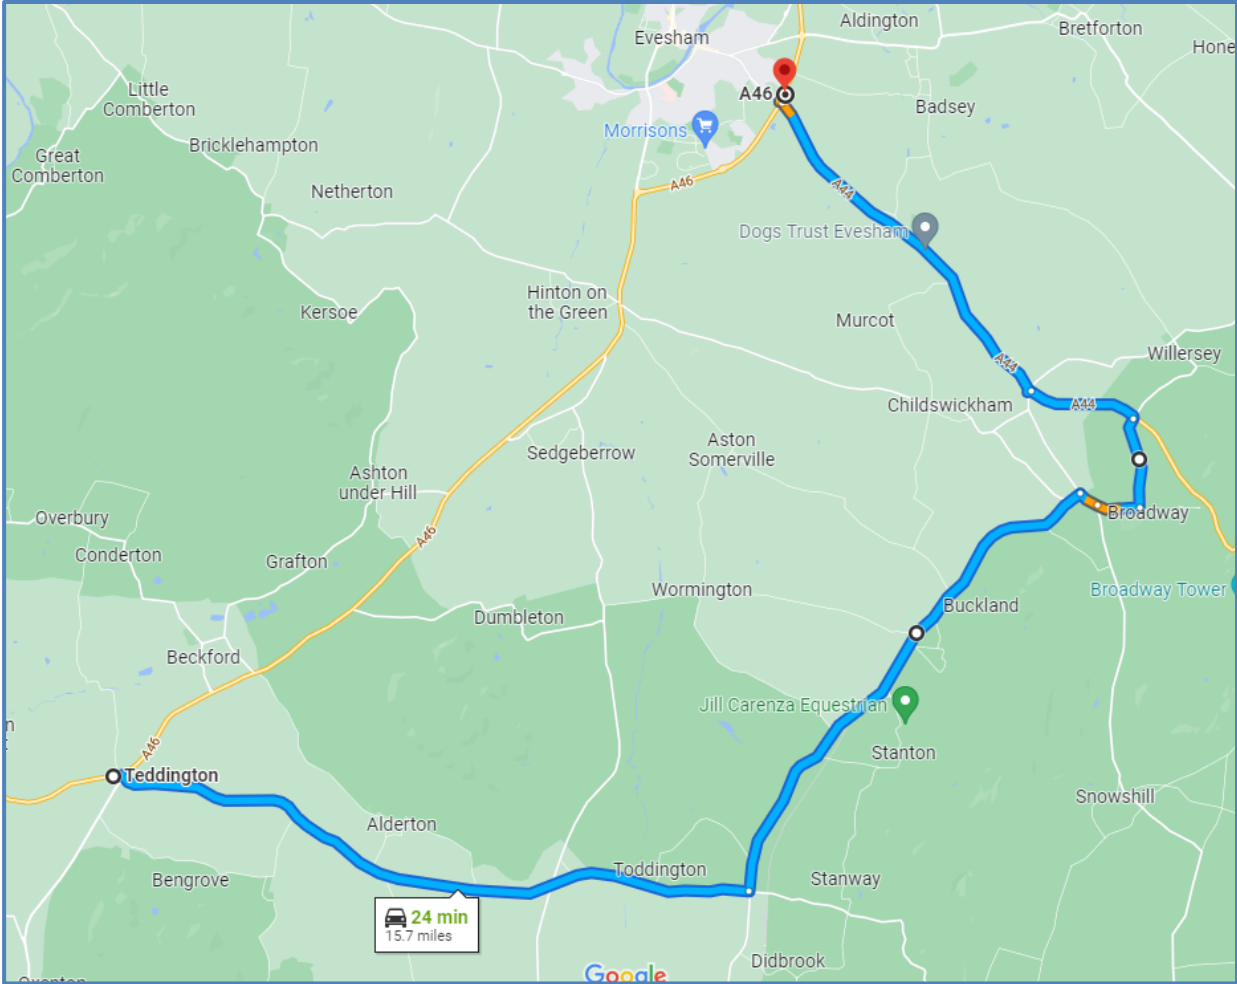 Aldington
Bretforton
Evesham
Hone
Little
Comberton
A46
Badsey
Morrisons
Bricklehampton
Great
Comberton
Netherton
A46
A44
Dogs Trust Evesham
Hinton on
the Green
Kersoe
Murcot
Willersey
A44
Childswickham
A44
Aston
Somerville
Sedgeberrow
Ashton
under Hill
Overbury
Broadway
A46
Conderton
Grafton
Wormington
Broadway Tower
Buckland
Dumbleton
Beckford
Jill Carenza Equestrian
n
A46
Stanton
Teddington
Snowshill
Alderton
Toddington
Bengrove
Stanway
24 min
15.7 miles
Didbrook
Google